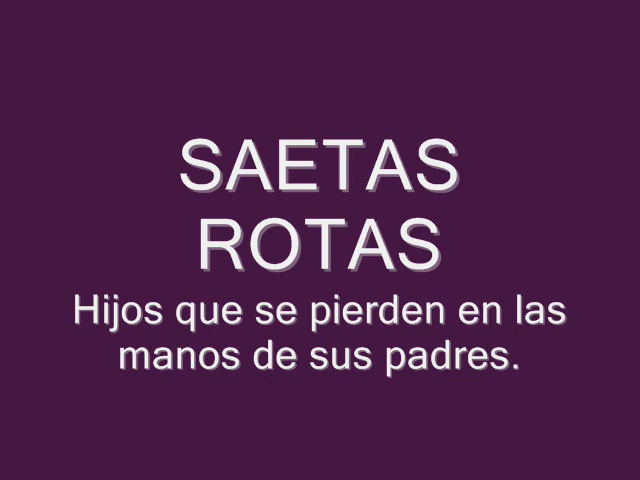 SAETAS
ROTAS
Hijos que se pierden en las
manos de sus padres.